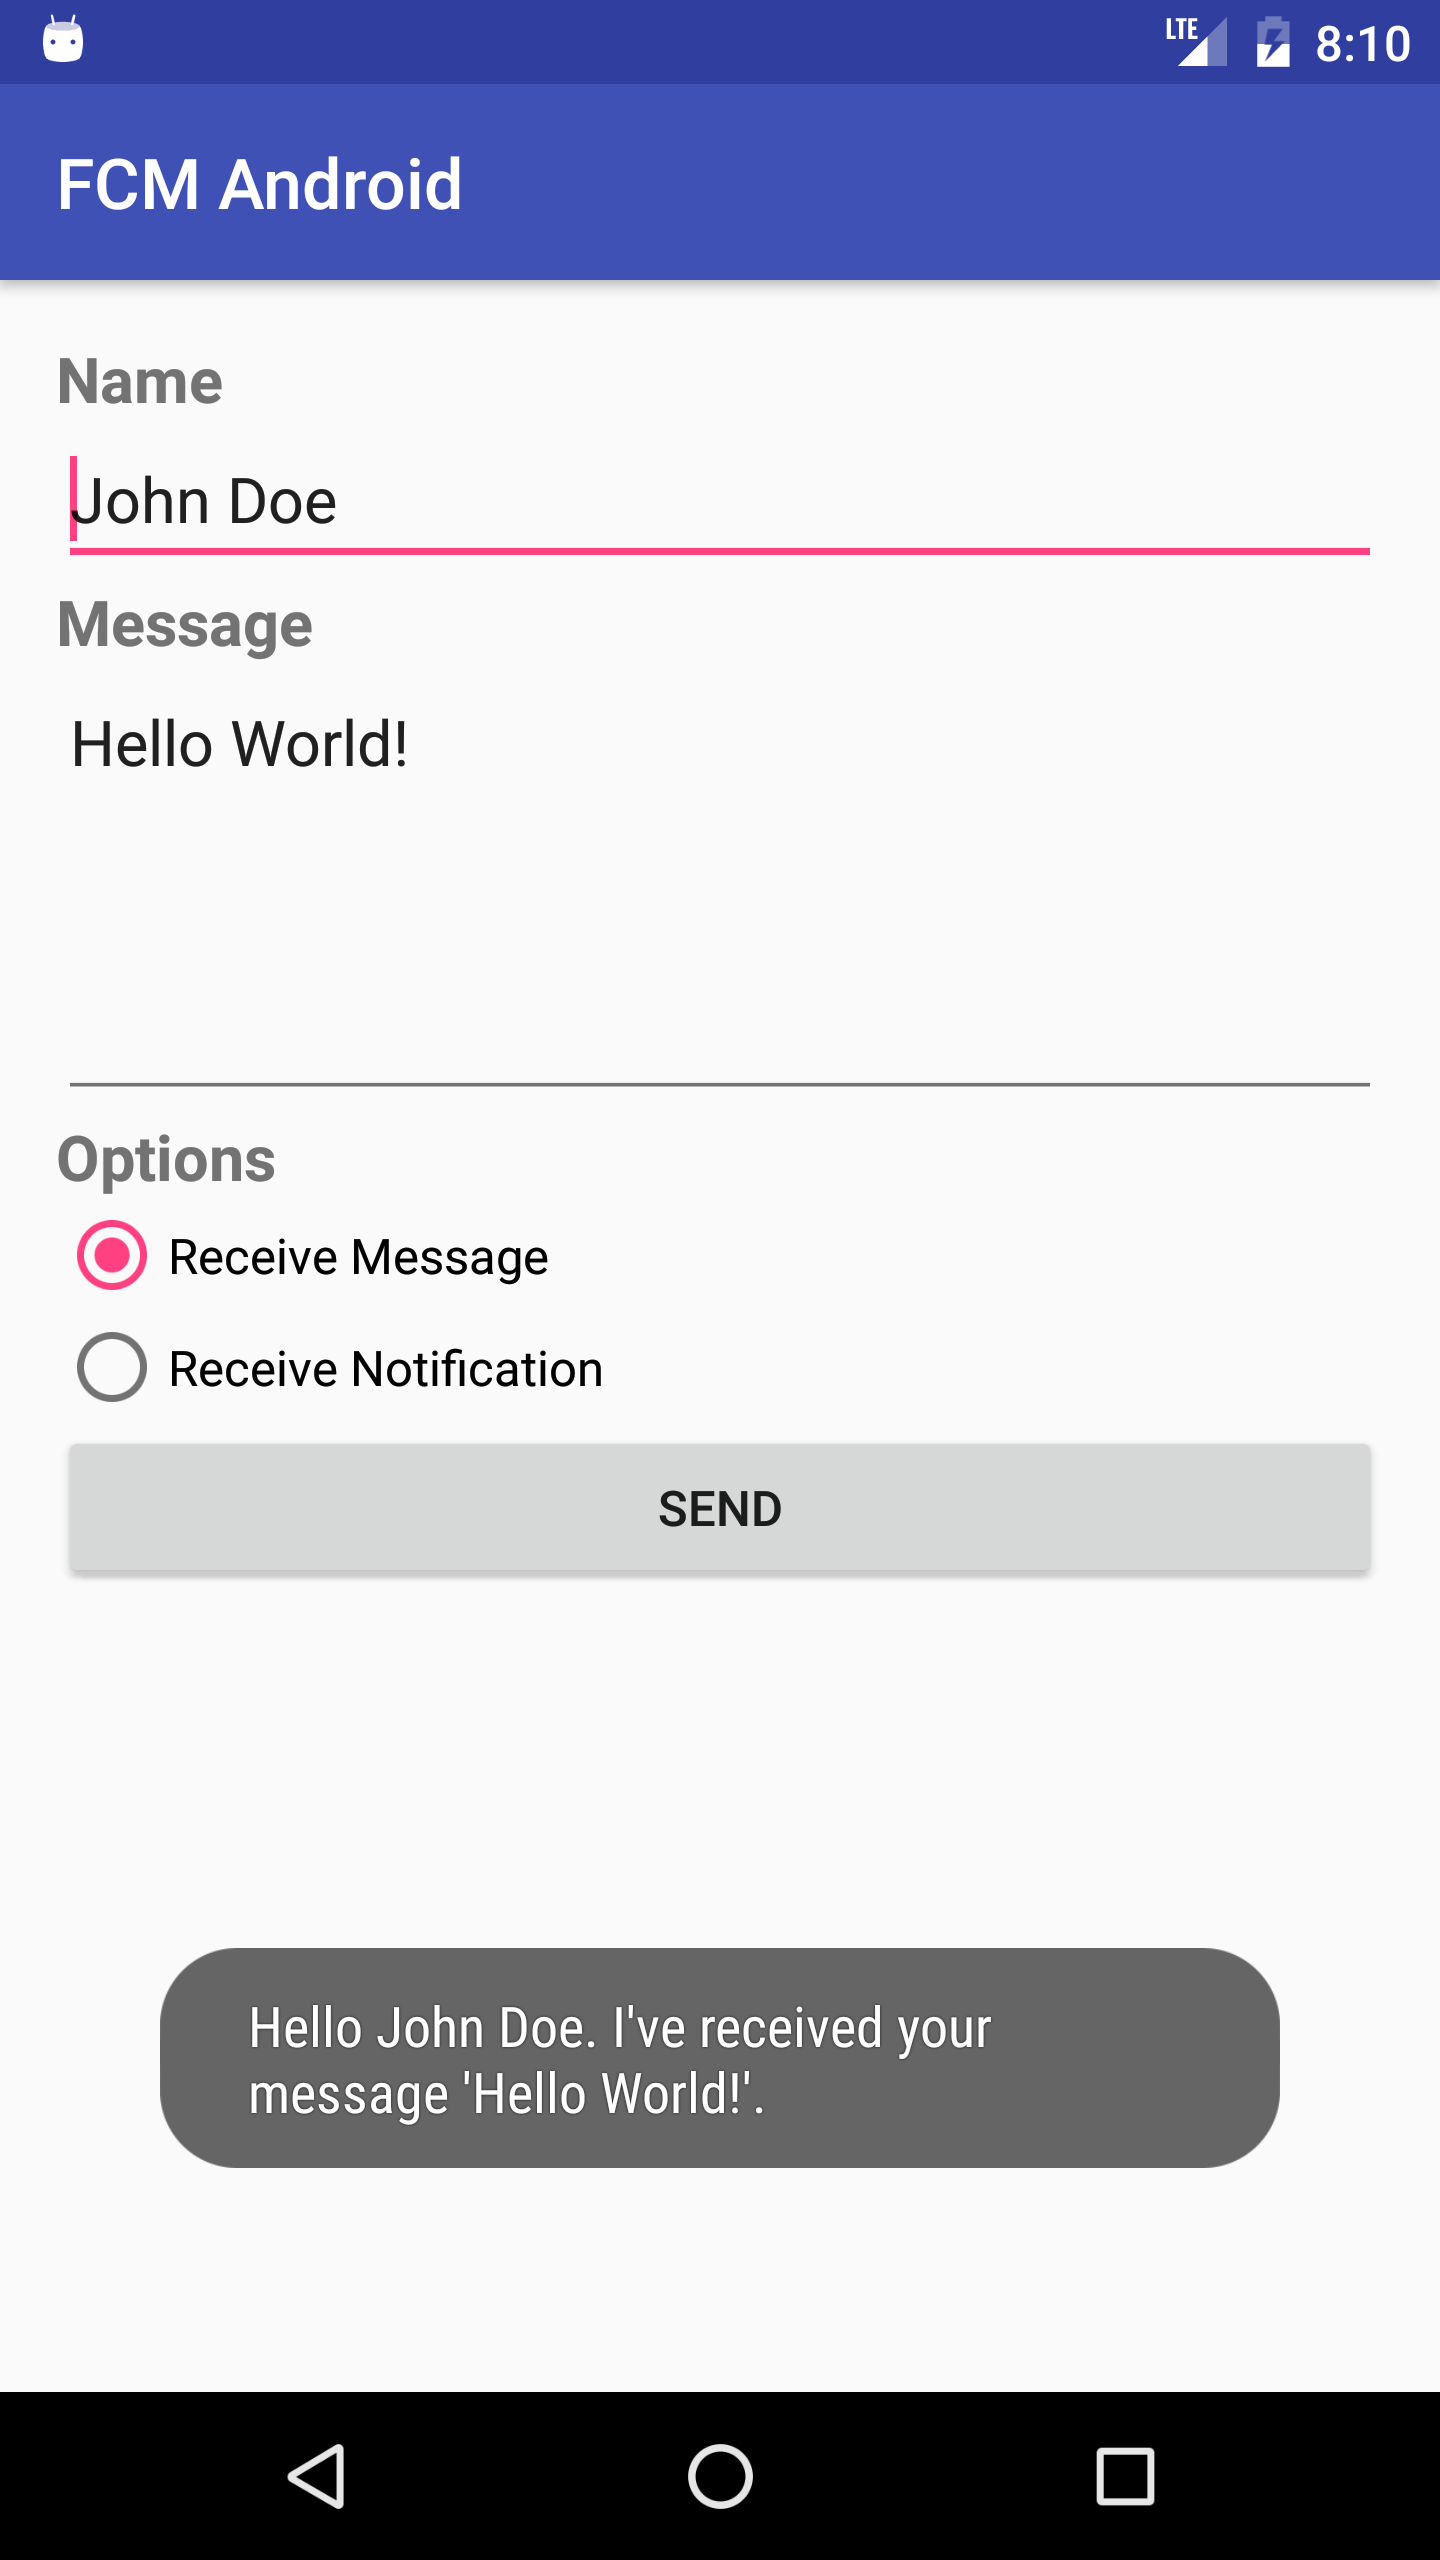 LTE 8:10
FCM Android
Name
John Doe
Message
Hello World!
Options
Receive Message
Receive Notification
SEND
Hello John Doe. I've received your
message 'Hello World!'.